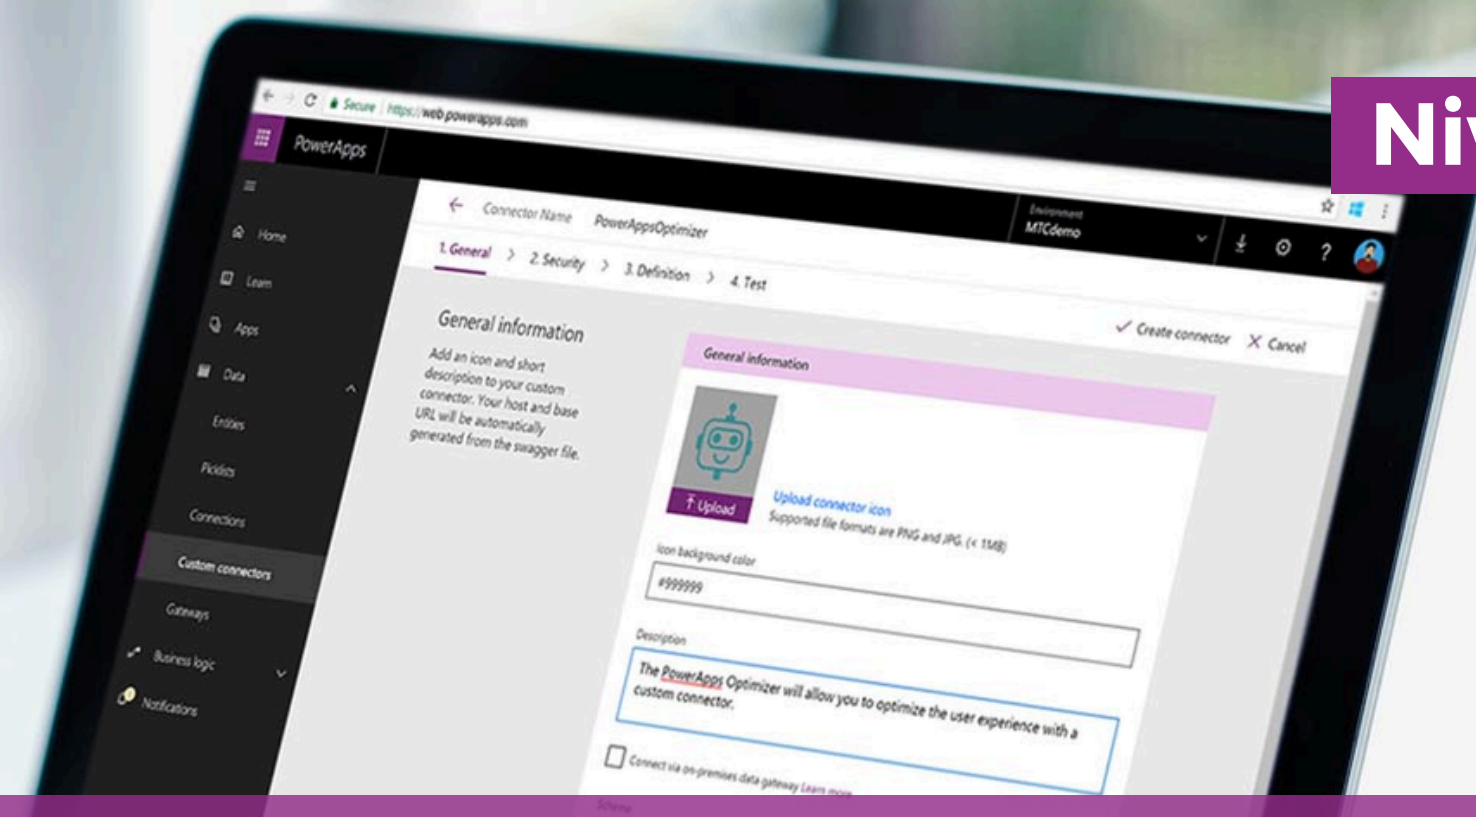 Secure | https://web.powerapps.com
PowerApps
Environment
MTCdemo
?
Home
Learn
Apps
Data
Entities
Picklists
Connections
Custom connectors
Gateways
Business logic
Notifications
Connector Name PowerAppsOptimizer
1. General > 2. Security > 3. Definition > 4. Test
Create connector Cancel
General information
Add an icon and short
description to your custom
connector. Your host and base
URL will be automatically
generated from the swagger file.
General information
Upload
Upload connector icon
Supported file formats are PNG and JPG. (< 1MB)
Icon background color
#999999
Description
The PowerApps Optimizer will allow you to optimize the user experience with a
custom connector.
Connect via on-premises data gateway Learn more
Scheme